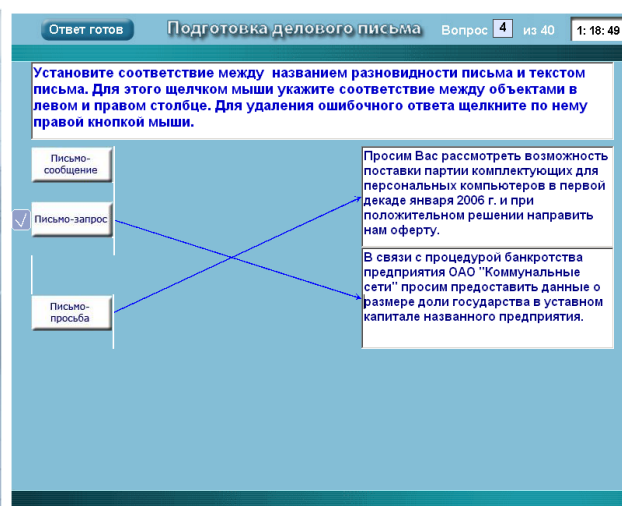 Ответ готов Подготовка делового письма Вопрос 4 из 40 1: 18: 49
Установите соответствие между названием разновидности письма и текстом
письма. Для этого щелчком мыши укажите соответствие между объектами в
левом и правом столбце. Для удаления ошибочного ответа щелкните по нему
правой кнопкой мыши.
Письмо-
сообщение
Письмо-запрос
Письмо-
просьба
Просим Вас рассмотреть возможность
поставки партии комплектующих для
персональных компьютеров в первой
декаде января 2006 г. и при
положительном решении направить
нам оферту.
В связи с процедурой банкротства
предприятия ОАО "Коммунальные
сети" просим предоставить данные о
размере доли государства в уставном
капитале названного предприятия.